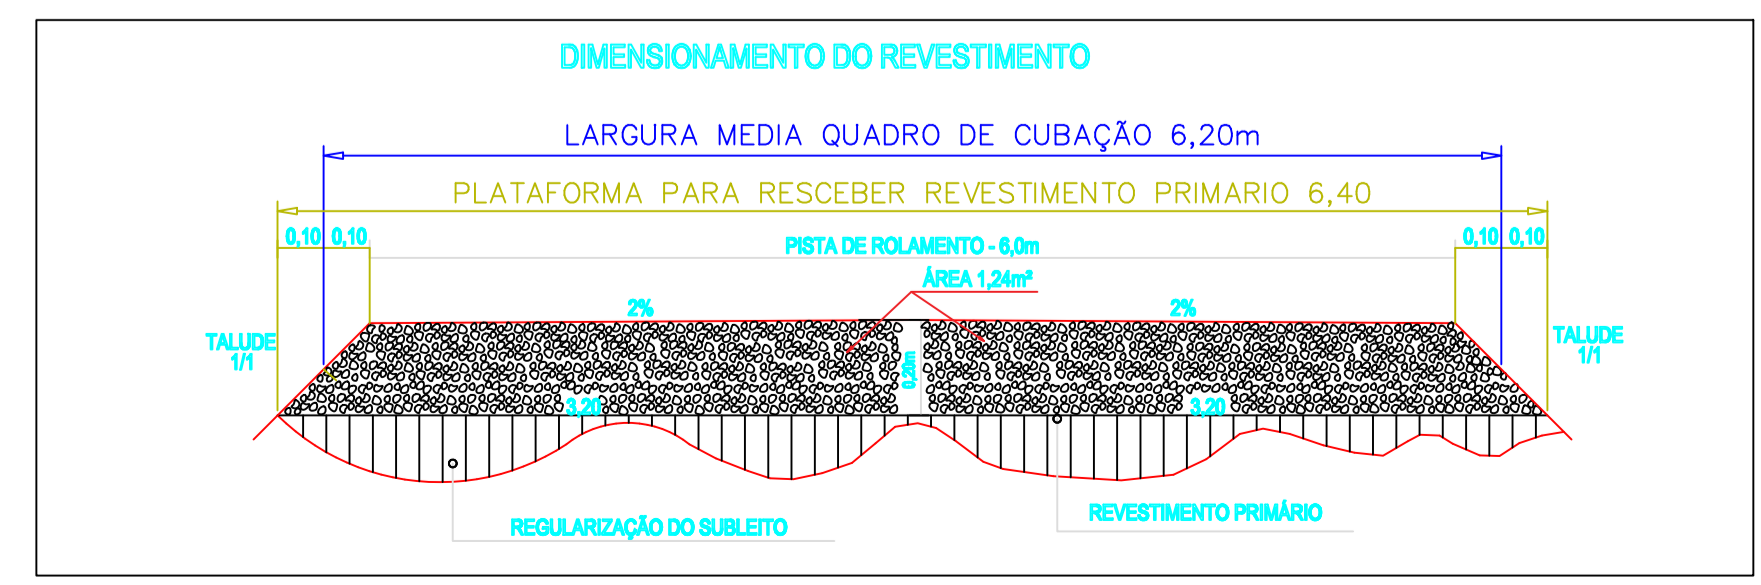 DIMENSIONAMENTO DO REVESTIMENTO
LARGURA MEDIA QUADRO DE CUBAÇÃO 6,20m
PLATAFORMA PARA RESCEBER REVESTIMENTO PRIMARIO 6,40
0,10 0,10
PISTA DE ROLAMENTO - 6,0m
0,10 0,10
ÁREA 1,24m²
2%
2%
TALUDE
1/1
TALUDE
1/1
0,20m
3,20
3,20
REVESTIMENTO PRIMÁRIO
REGULARIZAÇÃO DO SUBLEITO